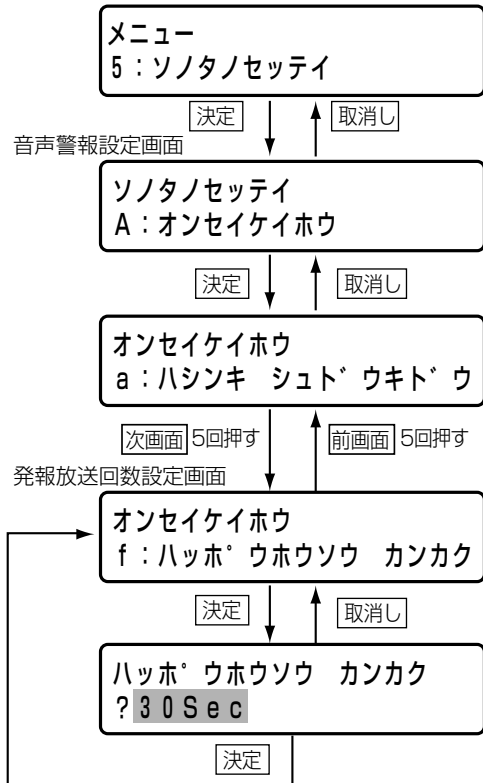 メニュー
5：ソノタノセッテイ
決定 取消し
音声警報設定画面
ソノタノセッテイ
A：オンセイケイホウ
決定 取消し
オンセイケイホウ
a：ハシンキ シュト゛ウキト゛ウ
次画面 5回押す 前画面 5回押す
発報放送回数設定画面
オンセイケイホウ
f：ハッホ゜ウホウソウ カンカク
決定 取消し
ハッホ゜ウホウソウ カンカク
?30Sec
決定